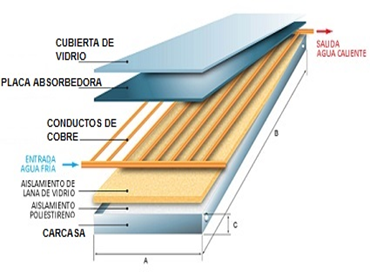 CUBIERTA DE
VIDRIO
SALIDA
AGUA CALIENTE
PLACA ABSORBEDORA
CONDUCTOS DE
COBRE
B
ENTRADA
AGUA FRIA
AISLAMIENTO DE
LANA DE VIDRIO
AISLAMIENTO
POLIESTIRENO
C
CARCASA
A